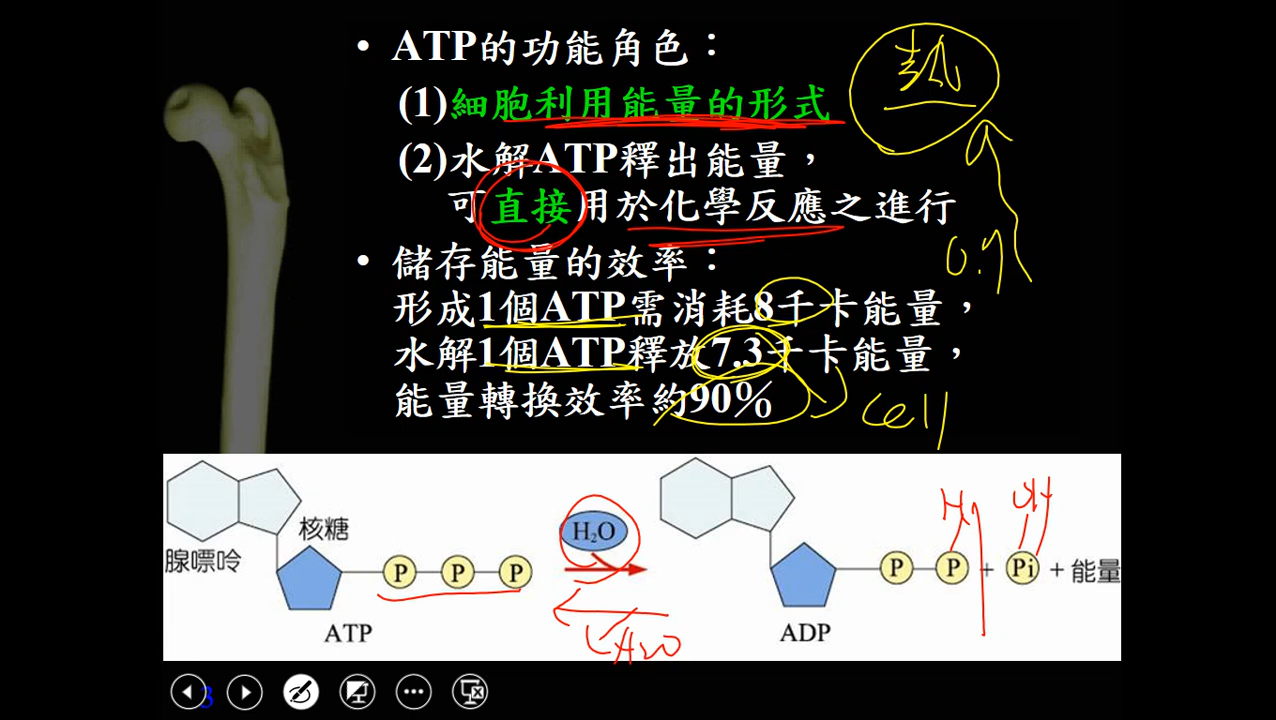 • ATP的功能角色：
(1)細胞利用能量的形式
熱
(2)水解ATP釋出能量，
可直接用於化學反應之進行
• 儲存能量的效率：
0.7
形成1個ATP需消耗8千卡能量，
水解1個ATP釋放7.3千卡能量，
能量轉換效率約90%
cell
核糖
腺嘌呤
P P P
ATP
H₂O
H₂O
H OH
P P + Pi + 能量
ADP
3